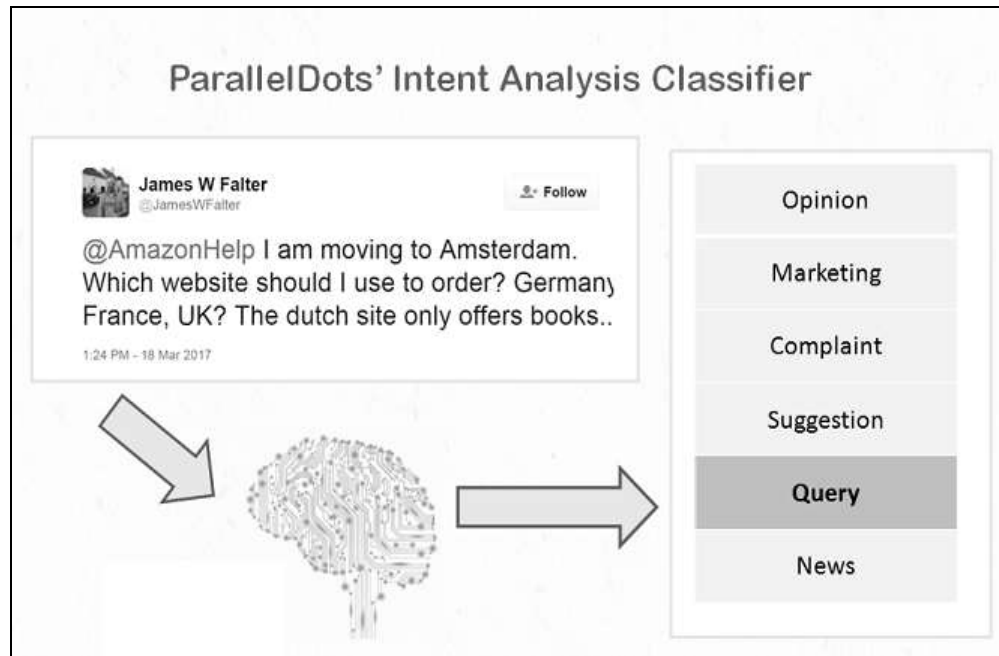 ParallelDots' Intent Analysis Classifier
James W Falter
@JamesWFalter
Follow
@AmazonHelp I am moving to Amsterdam.
Which website should I use to order? Germany
France, UK? The dutch site only offers books..
1:24 PM - 18 Mar 2017
Opinion
Marketing
Complaint
Suggestion
Query
News